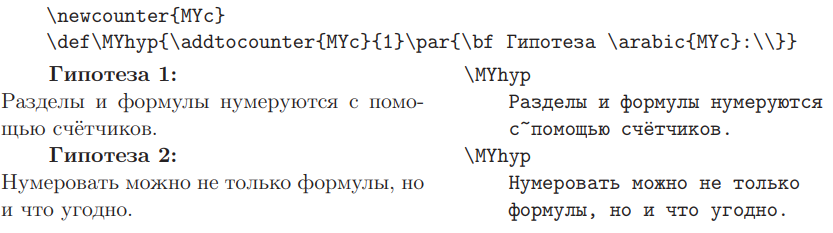 \newcounter{MYc}
\def\MYhyp{\addtocounter{MYc}{1}\par{\bf Гипотеза \arabic{MYc}:\\}}
Гипотеза 1:
Разделы и формулы нумеруются с помо-
щью счётчиков.
Гипотеза 2:
Нумеровать можно не только формулы, но
и что угодно.
\MYhyp
Разделы и формулы нумеруются
с~помощью счётчиков.
\MYhyp
Нумеровать можно не только
формулы, но и что угодно.